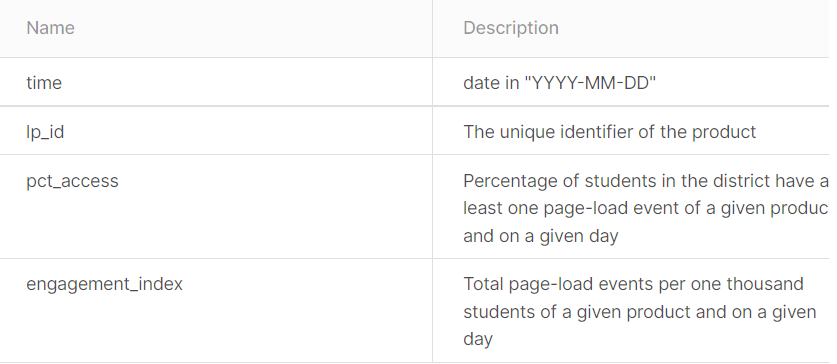 Name
Description
time
date in "YYYY-MM-DD"
lp_id
The unique identifier of the product
pct_access
Percentage of students in the district have a
least one page-load event of a given produc
and on a given day
engagement_index
Total page-load events per one thousand
students of a given product and on a given
day